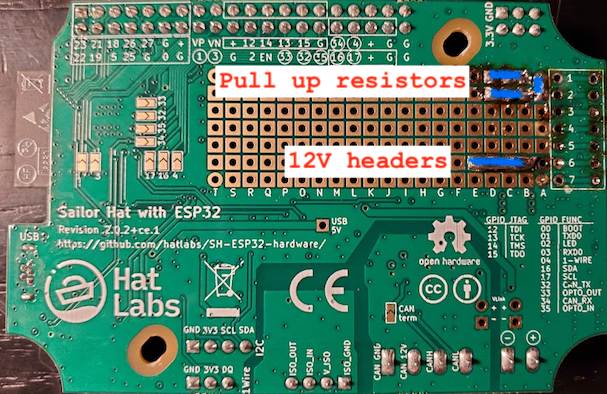 3.3V GND
23 21 18 26 27 G + VP VN + 12 14 13 15 G 34 4 + G G
22 19 5 25 G 0 G 1 3 G 2 EN 33 32 35 16 17 + G G
Pull up resistors
1
2
3
4
5
6
7
35 34 32 33
17 16 4
12V headers
T S R Q P O N M L K J I H G F E D C B A
Sailor Hat with ESP32
Revision 2.0.2+ce.1
https://github.com/hatlabs/SH-ESP32-hardware/
USB
USB
5V
GPIO JTAG
12 TDI
13 TCK
14 TMS
15 TDO
GPIO FUNC
00 BOOT
01 TXD0
02 LED
03 RXD0
04 1-WIRE
16 SDA
17 SCL
32 CAN_TX
33 OPTO_OUT
34 CAN_RX
35 OPTO_IN
open hardware
Hat
Labs
CE
CC
VLink
CAN
term
GND 3V3 SCL SDA
I2C
GND 3V3 DQ
1Wire
ISO_OUT
ISO_IN
V_ISO
ISO_GND
CAN GND
CAN 12V
CANH
CANL
- +